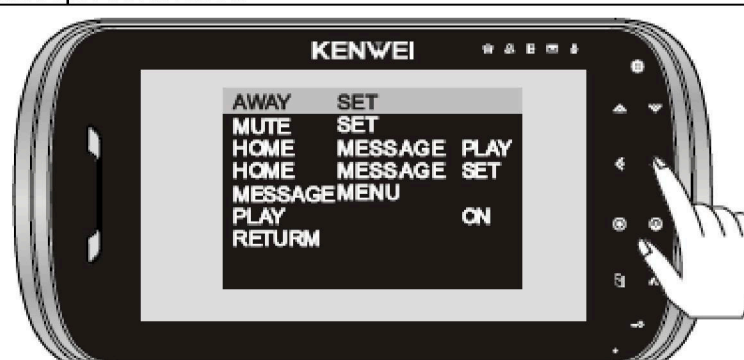 KENWEI
AWAY SET
MUTE SET
HOME MESSAGE PLAY
HOME MESSAGE SET
MESSAGE MENU
PLAY ON
RETURM